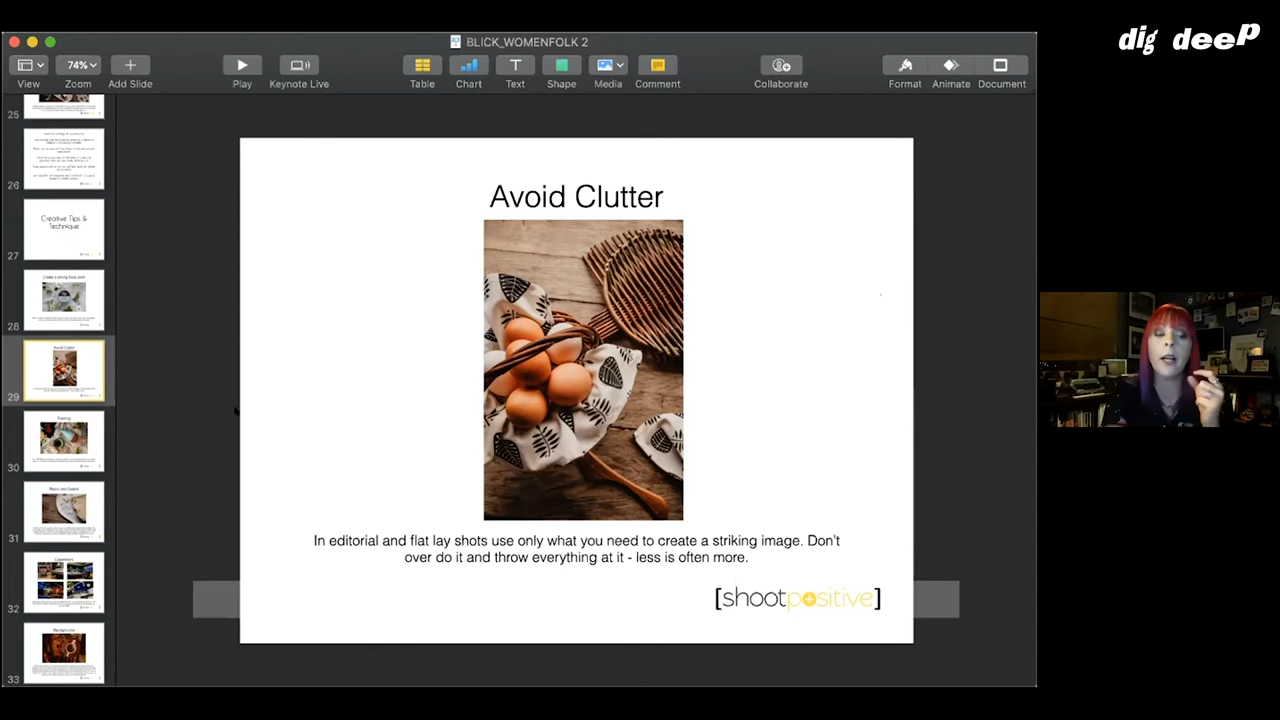 dig deep
BLICK_WOMENFOLK 2
74%
View
Zoom
Add Slide
Play
Keynote Live
Table
Chart
Text
Shape
Media
Comment
Collaborate
Format
Animate
Document
25
26
27
Creative Tips &
Technique
28
29
Avoid Clutter
30
Framing
31
32
33
Avoid Clutter
In editorial and flat lay shots use only what you need to create a striking image. Don't
over do it and throw everything at it - less is often more.
[shootpositive]